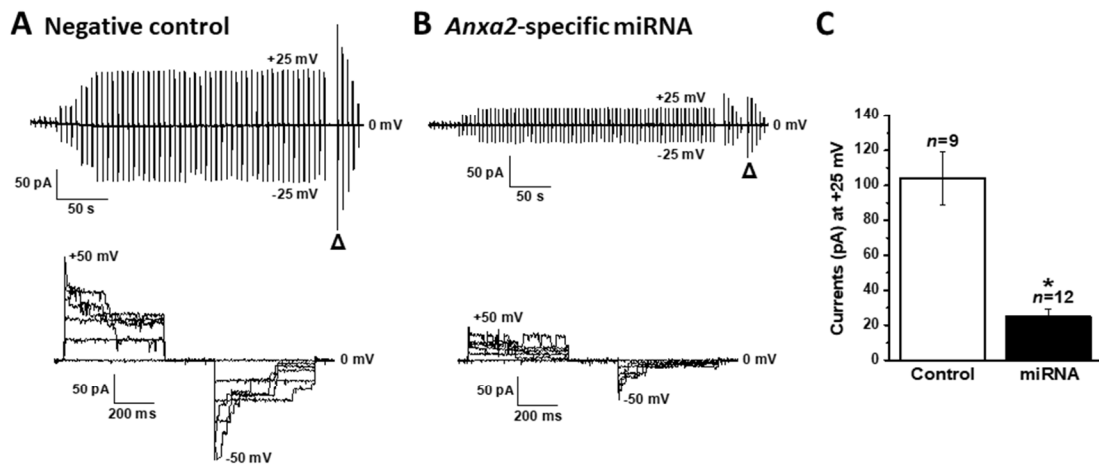 A Negative control
+25 mV
0 mV
-25 mV
50 pA
50 s
Δ
+50 mV
0 mV
50 pA
200 ms
-50 mV
B Anxa2-specific miRNA
+25 mV
0 mV
-25 mV
50 pA
50 s
Δ
+50 mV
0 mV
50 pA
200 ms
-50 mV
C
Currents (pA) at +25 mV
140
120
100
80
60
40
20
0
n=9
*
n=12
Control
miRNA